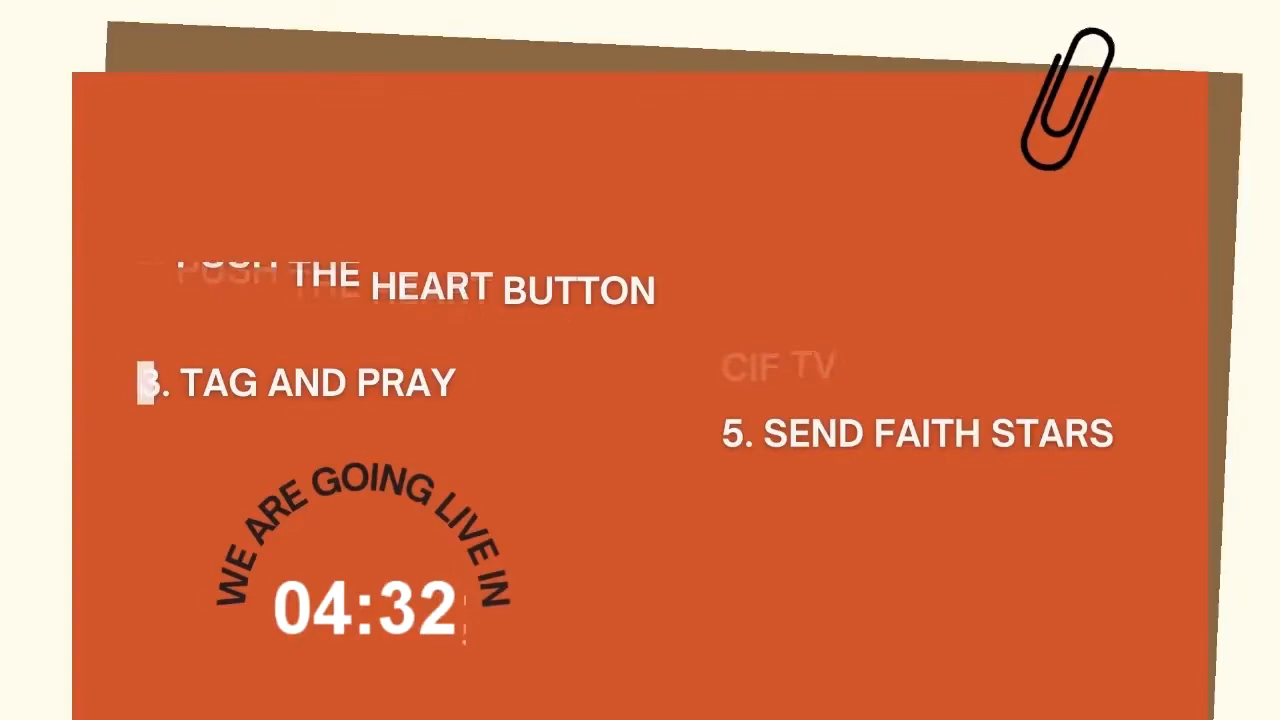 PUSH THE HEART BUTTON
3. TAG AND PRAY
CIF TV
5. SEND FAITH STARS
WE ARE GOING LIVE IN
04:32